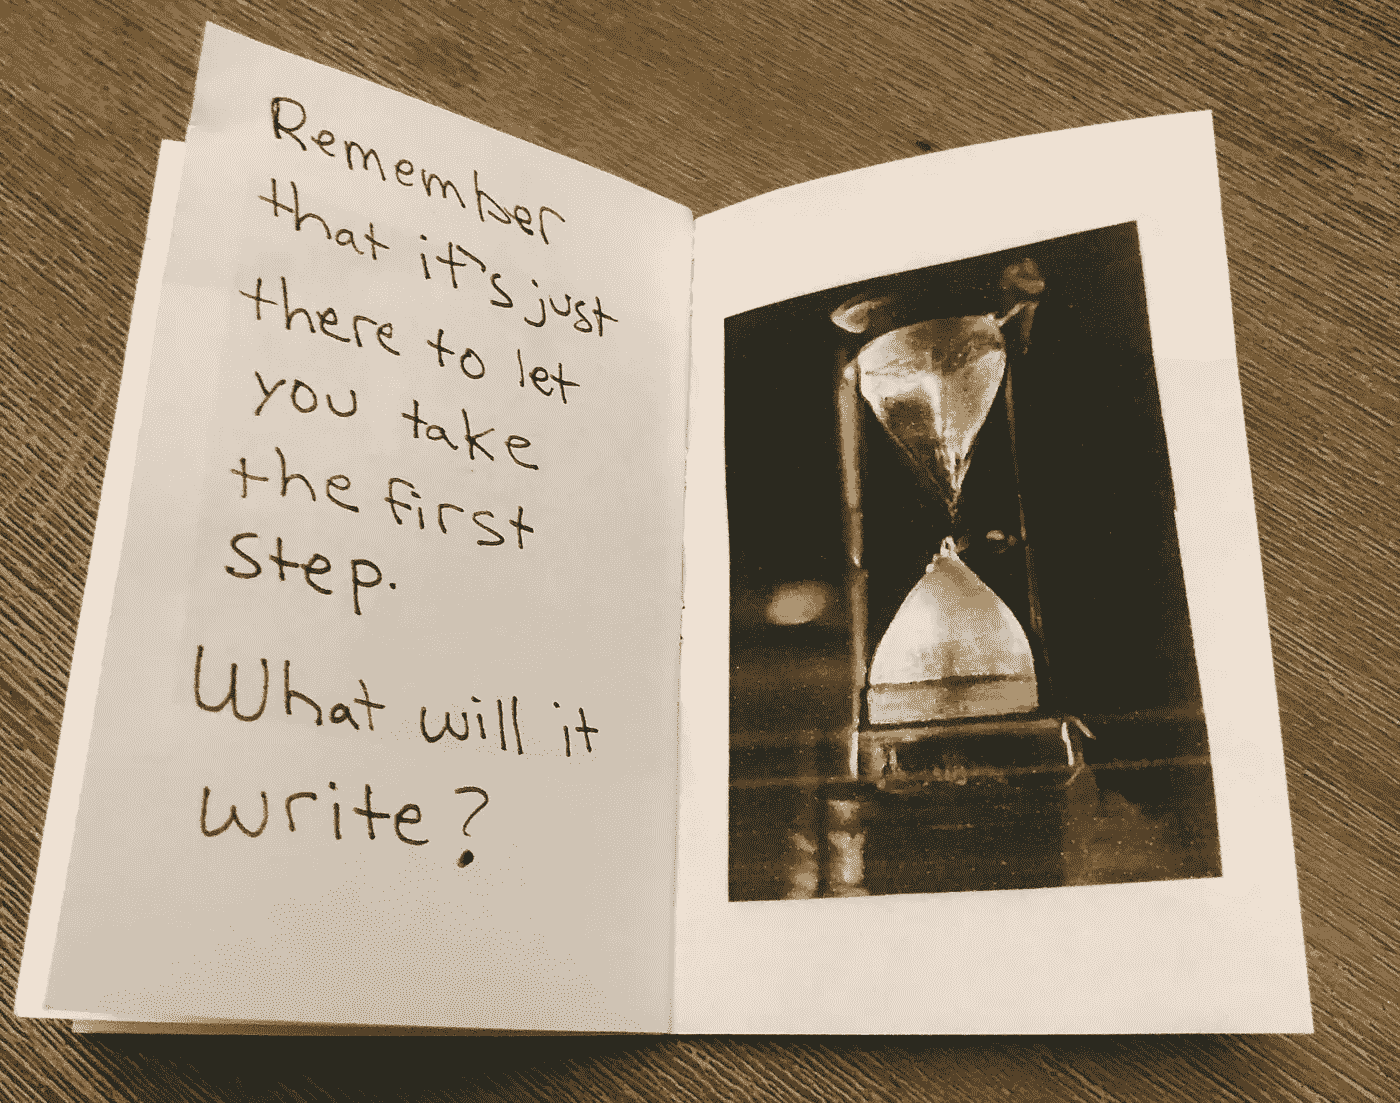 Remember
that it's just
there to let
you take
the first
step.
What will it
write?